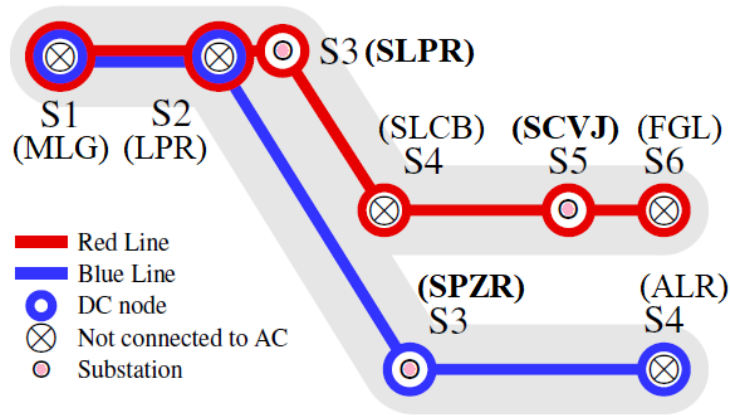 S3 (SLPR)
S1
S2
(MLG)
(LPR)
(SLCB)
(SCVJ)
(FGL)
S4
S5
S6
Red Line
Blue Line
DC node
Not connected to AC
Substation
(SPZR)
(ALR)
S3
S4